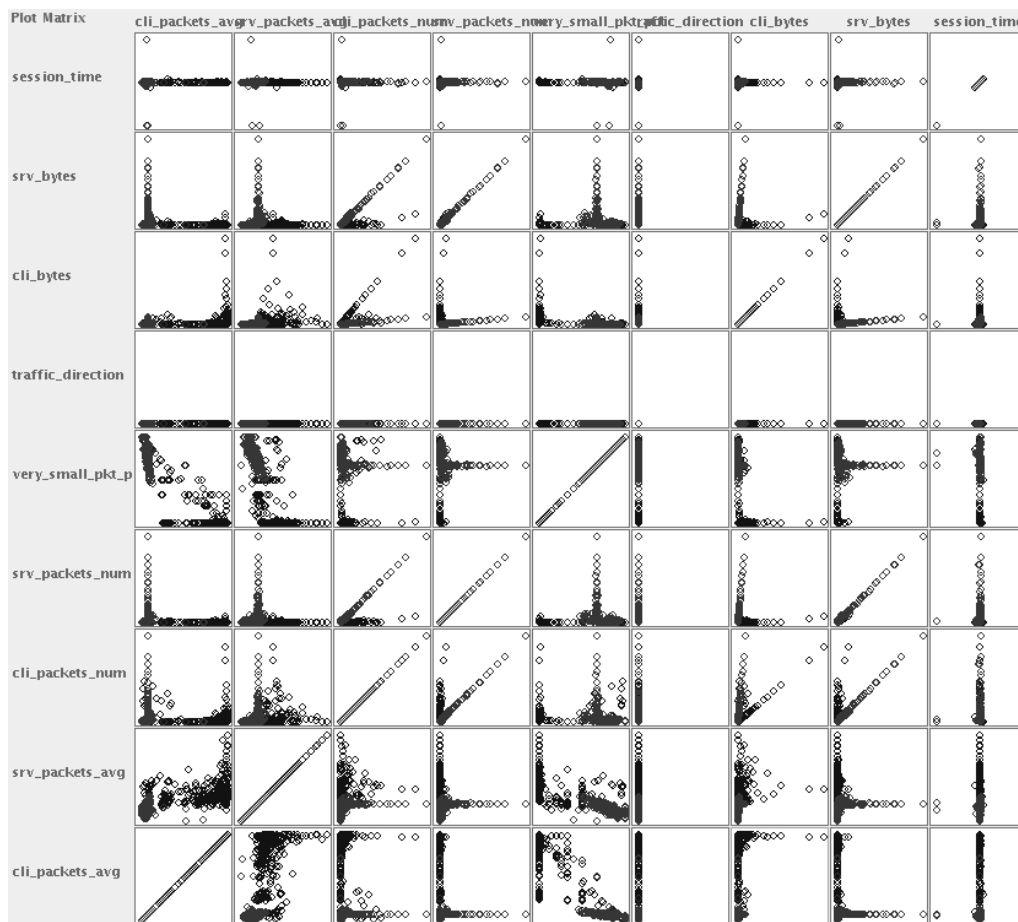 Plot Matrix cli_packets_avg srv_packets_avg cli_packets_num srv_packets_num very_small_pkt_p traffic_direction cli_bytes srv_bytes session_time
session_time
srv_bytes
cli_bytes
traffic_direction
very_small_pkt_p
srv_packets_num
cli_packets_num
srv_packets_avg
cli_packets_avg